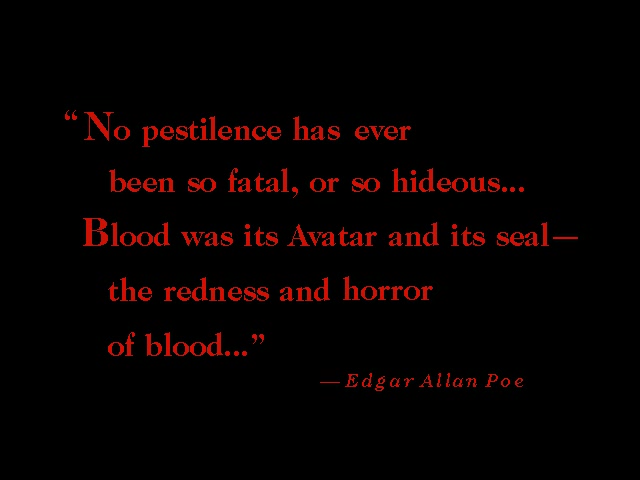 “No pestilence has ever
been so fatal, or so hideous...
Blood was its Avatar and its seal—
the redness and horror
of blood...”
—Edgar Allan Poe